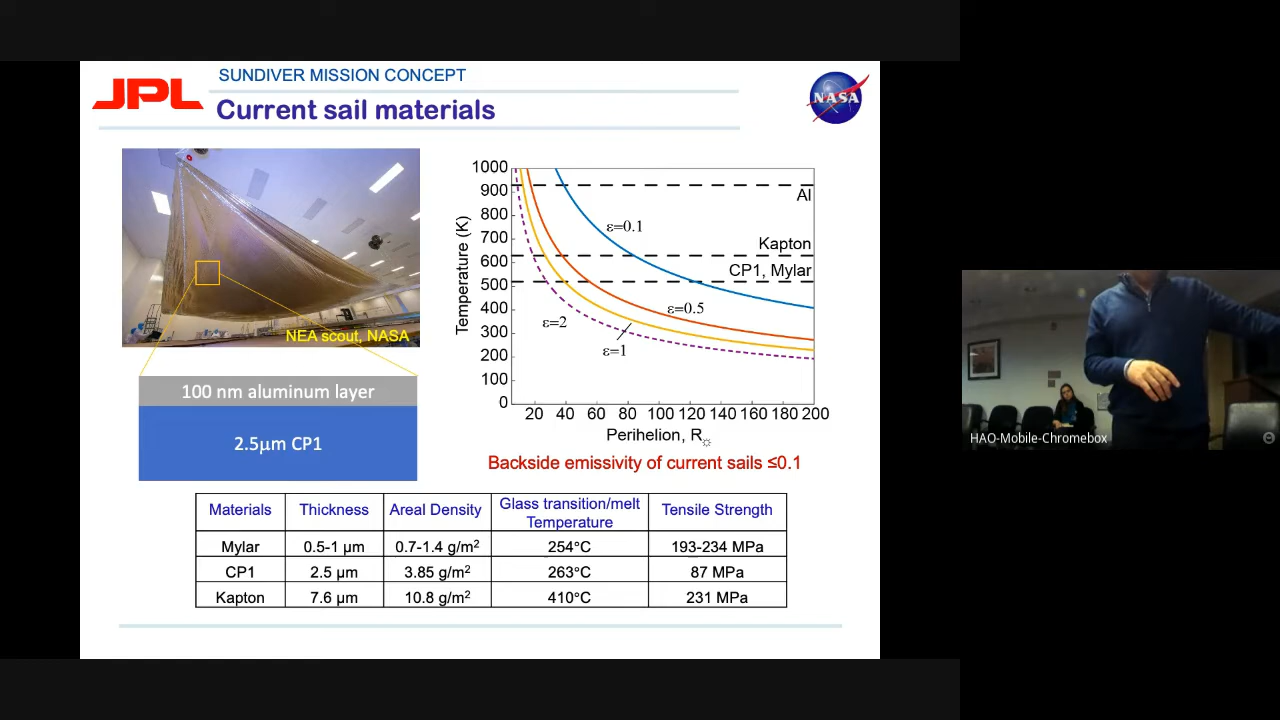 JPL
SUNDIVER MISSION CONCEPT
Current sail materials
NASA
NEA scout, NASA
100 nm aluminum layer
2.5μm CP1
Temperature (K)
1000
900
800
700
600
500
400
300
200
100
0
Al
Kapton
CP1, Mylar
ε=0.1
ε=0.5
ε=2
ε=1
20 40 60 80 100 120 140 160 180 200
Perihelion, R☼
Backside emissivity of current sails ≤0.1
Materials Thickness Areal Density Glass transition/melt Temperature Tensile Strength
Mylar 0.5-1 μm 0.7-1.4 g/m² 254°C 193-234 MPa
CP1 2.5 μm 3.85 g/m² 263°C 87 MPa
Kapton 7.6 μm 10.8 g/m² 410°C 231 MPa
HAO-Mobile-Chromebox